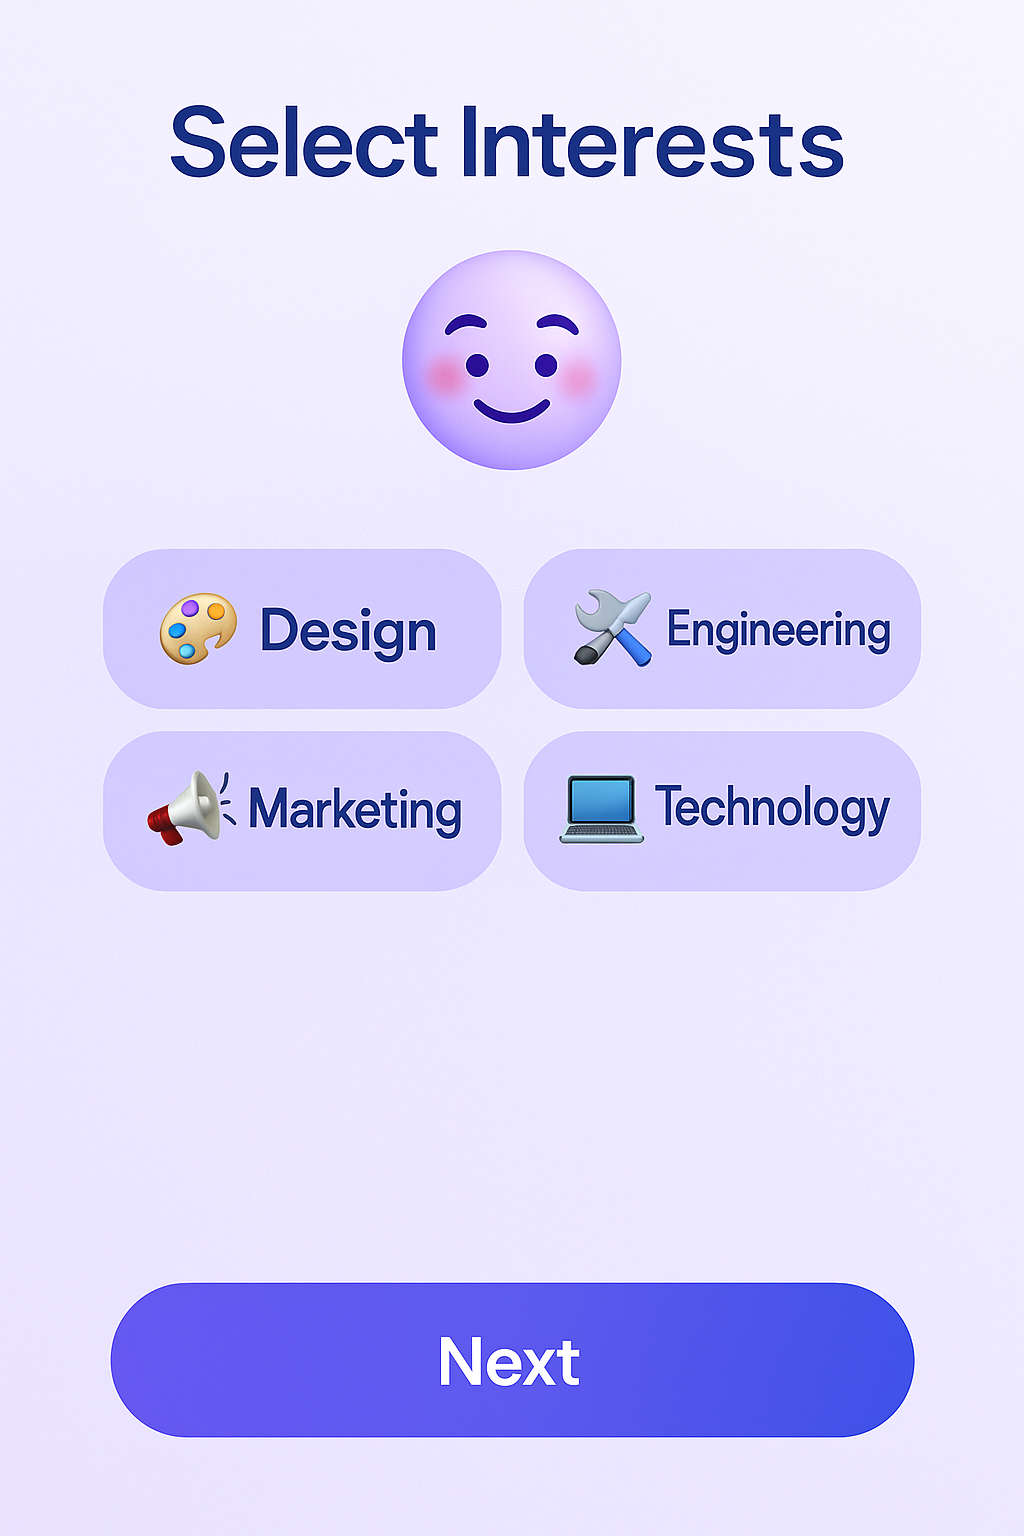 Select Interests
Design
Engineering
Marketing
Technology
Next